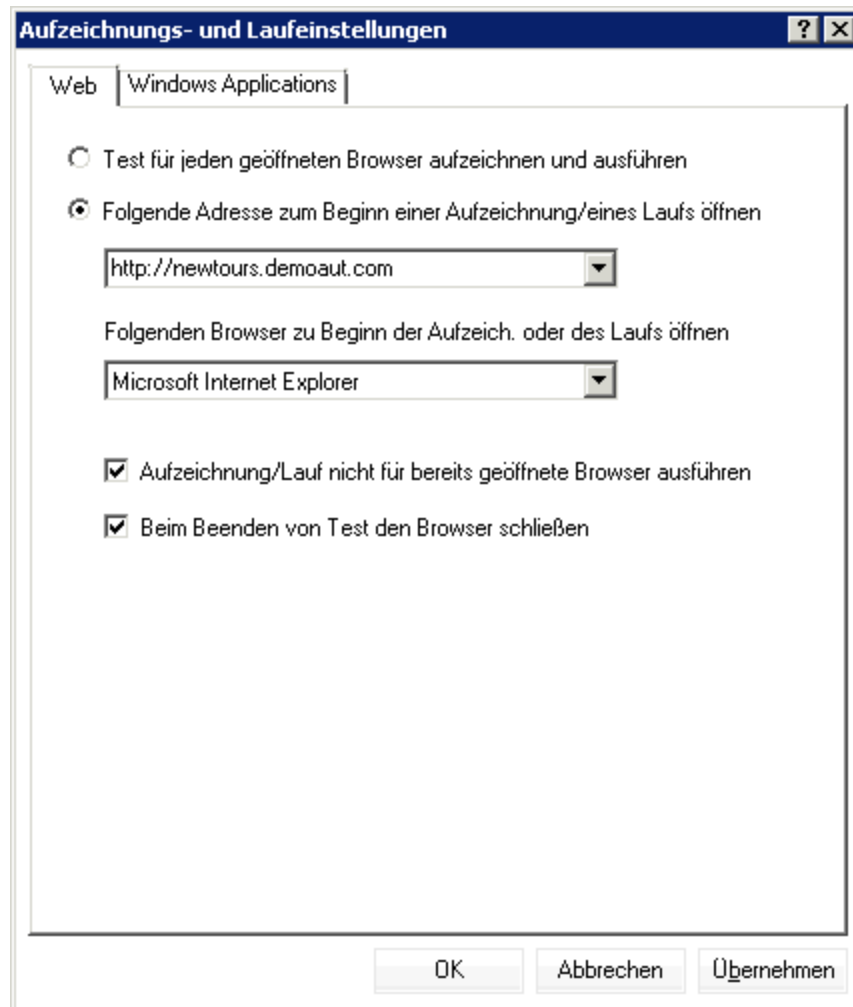 Aufzeichnungs- und Laufeinstellungen
Web
Windows Applications
Test für jeden geöffneten Browser aufzeichnen und ausführen
Folgende Adresse zum Beginn einer Aufzeichnung/eines Laufs öffnen
http://newtours.demoaut.com
Folgenden Browser zu Beginn der Aufzeich. oder des Laufs öffnen
Microsoft Internet Explorer
Aufzeichnung/Lauf nicht für bereits geöffnete Browser ausführen
Beim Beenden von Test den Browser schließen
OK
Abbrechen
Übernehmen